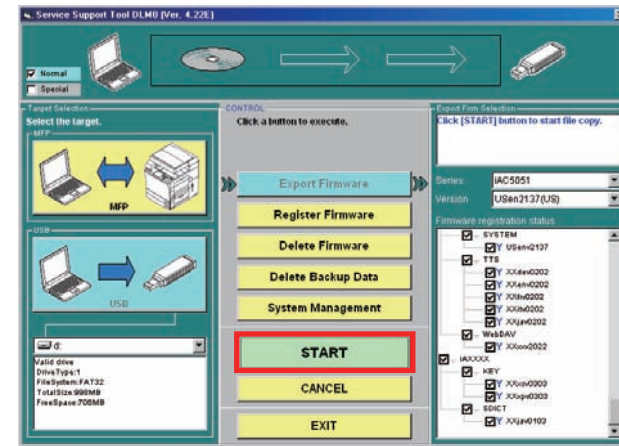 Service Support Tool DLM0 [Ver. 4.22E]
Normal
Special
Target Selection
Select the target.
MFP
MFP
USB
USB
d:
Valid drive
DriveType:1
FileSystem:FAT32
TotalSize:998MB
FreeSpace:706MB
CONTROL
Click a button to execute.
Export Firmware
Register Firmware
Delete Firmware
Delete Backup Data
System Management
START
CANCEL
EXIT
Export Firm Selection
Click [START] button to start file copy.
Series iAC5051
Version USen2137(US)
Firmware registration status
SYSTEM
Y USenv2137
TTS
Y XXdev0202
Y XXenv0202
Y XXitv0202
Y XXjav0202
WebDAV
Y XXxxx2022
iAXXXX
KEY
Y XXxxv0303
Y XXxpv0303
SDICT
Y XXjav0103